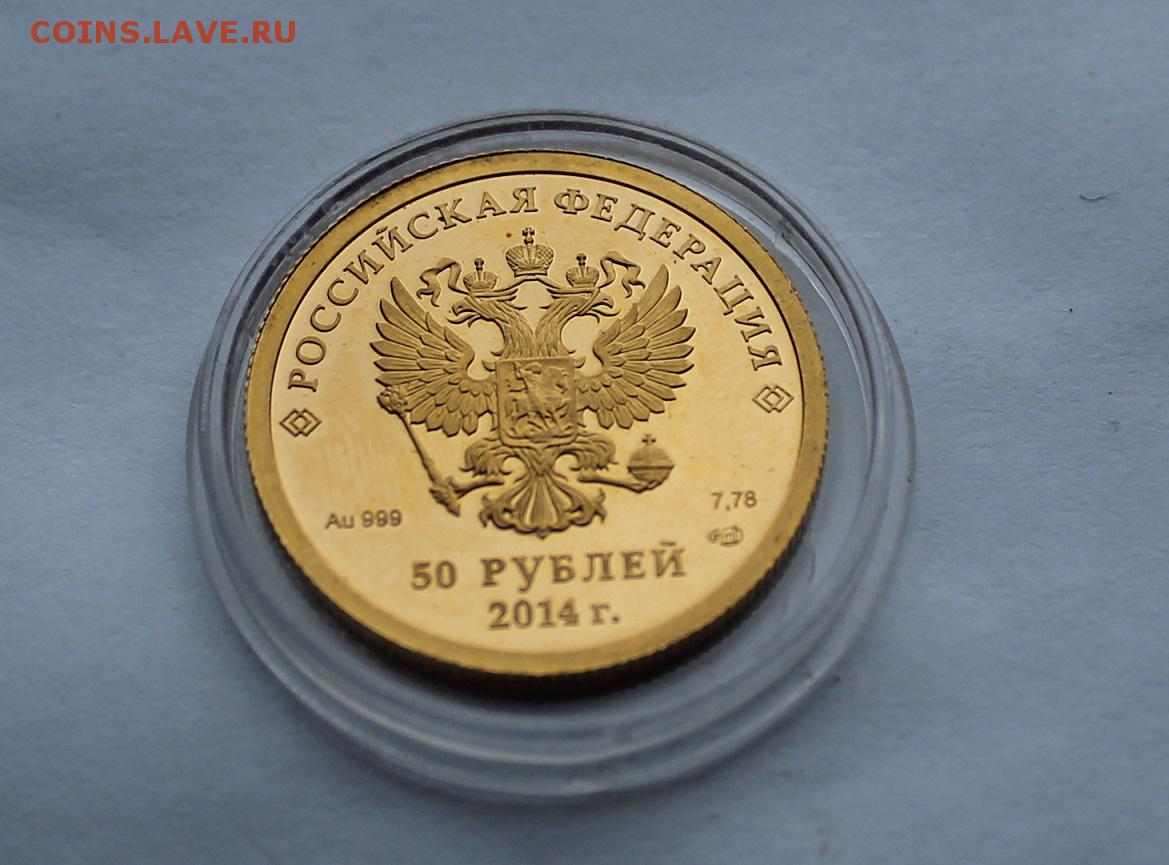 COINS.LAVE.RU
РОССИЙСКАЯ ФЕДЕРАЦИЯ
Au 999
7,78
50 РУБЛЕЙ
2014 г.